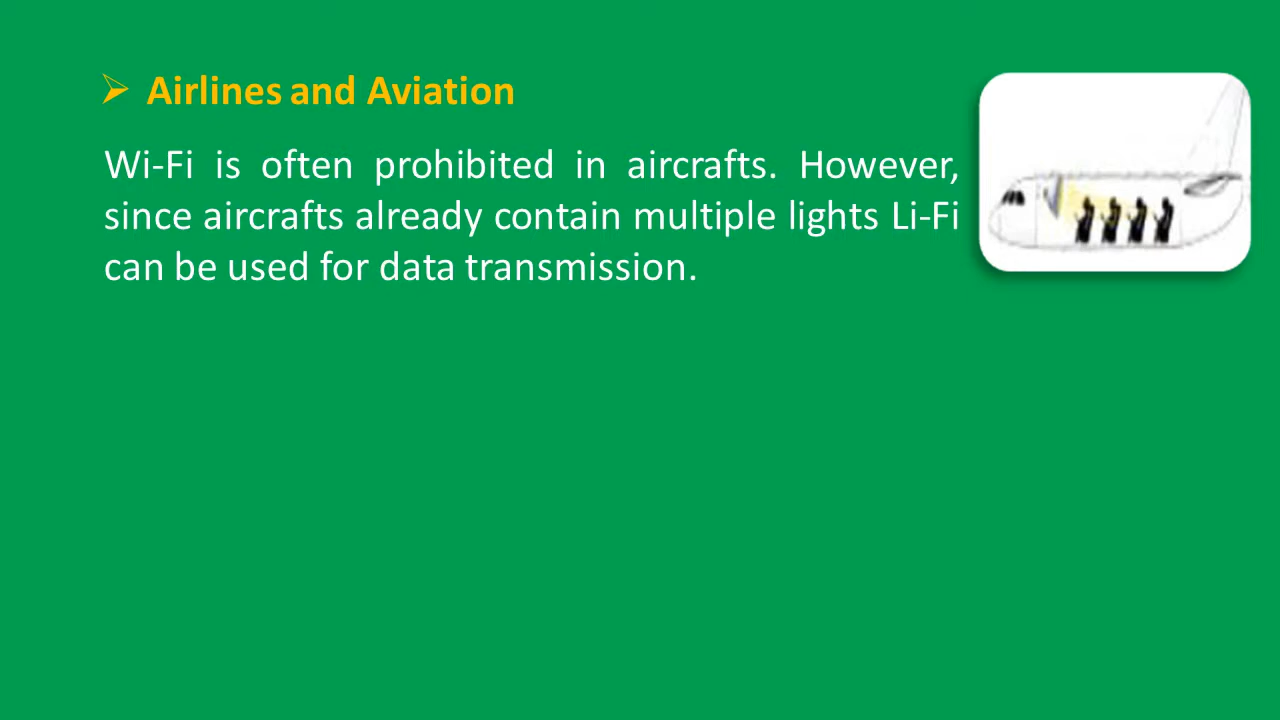 ➢ Airlines and Aviation
Wi-Fi is often prohibited in aircrafts. However,
since aircrafts already contain multiple lights Li-Fi
can be used for data transmission.